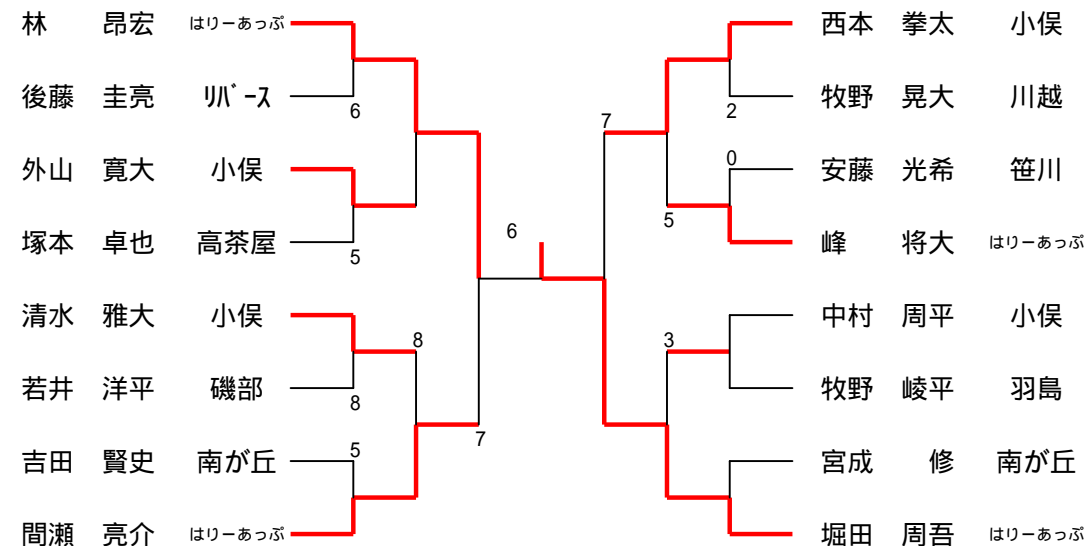 林 昂宏 はりーあっぷ
後藤 圭亮 リバース
6
外山 寛大 小俣
塚本 卓也 高茶屋
5
清水 雅大 小俣
8
若井 洋平 磯部
8
吉田 賢史 南が丘
5
間瀬 亮介 はりーあっぷ
7
6
西本 拳太 小俣
牧野 晃大 川越
2
7
安藤 光希 笹川
0
峰 将大 はりーあっぷ
5
中村 周平 小俣
3
牧野 崚平 羽島
宮成 修 南が丘
堀田 周吾 はりーあっぷ